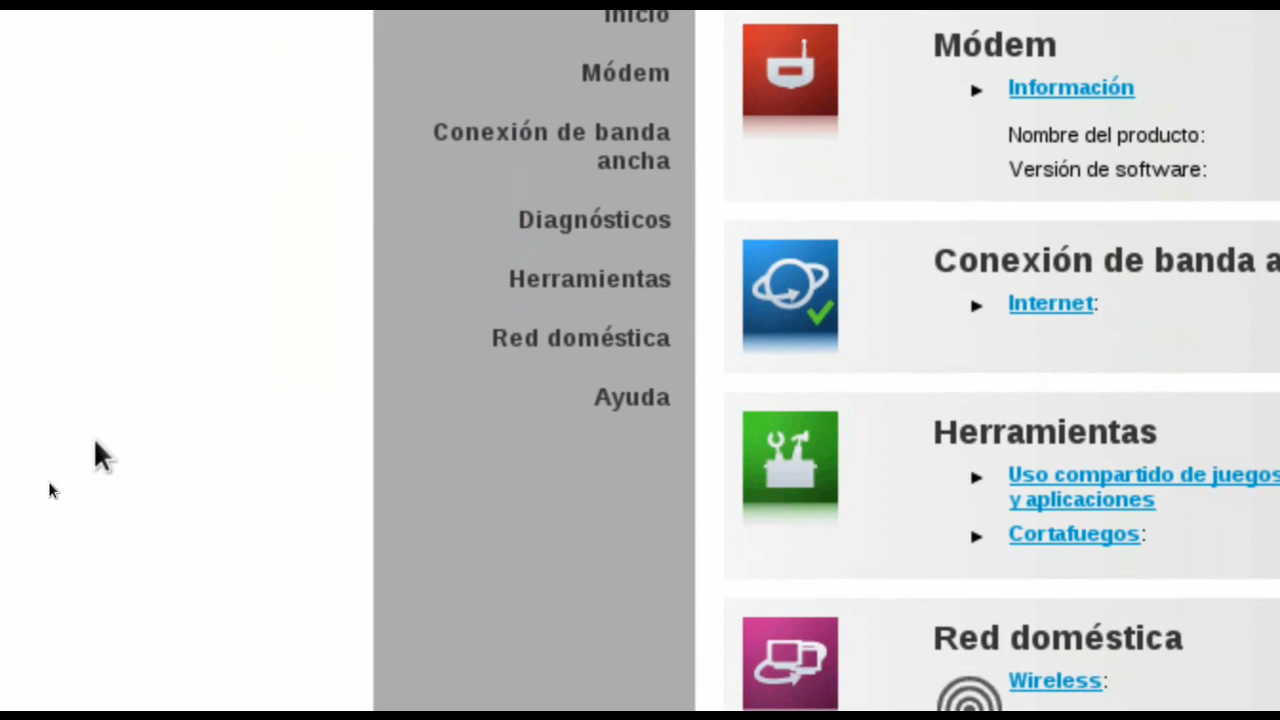 Inicio
Módem
Conexión de banda
ancha
Diagnósticos
Herramientas
Red doméstica
Ayuda
Módem
Información
Nombre del producto:
Versión de software:
Conexión de banda a
Internet:
Herramientas
Uso compartido de juegos
y aplicaciones
Cortafuegos:
Red doméstica
Wireless: